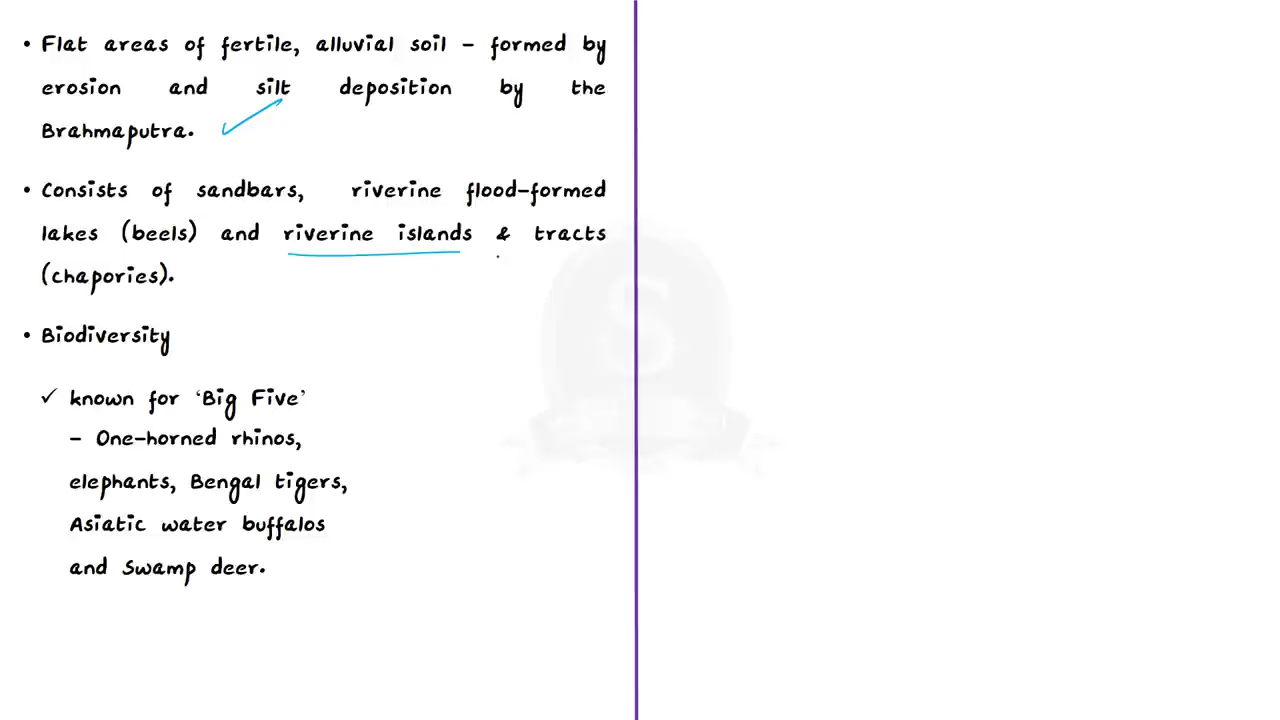 • Flat areas of fertile, alluvial soil – formed by
erosion and silt deposition by the
Brahmaputra.
• Consists of sandbars, riverine flood-formed
lakes (beels) and riverine islands & tracts
(chapories).
• Biodiversity
✓ known for ‘Big Five’
– One-horned rhinos,
elephants, Bengal tigers,
Asiatic water buffalos
and Swamp deer.
S